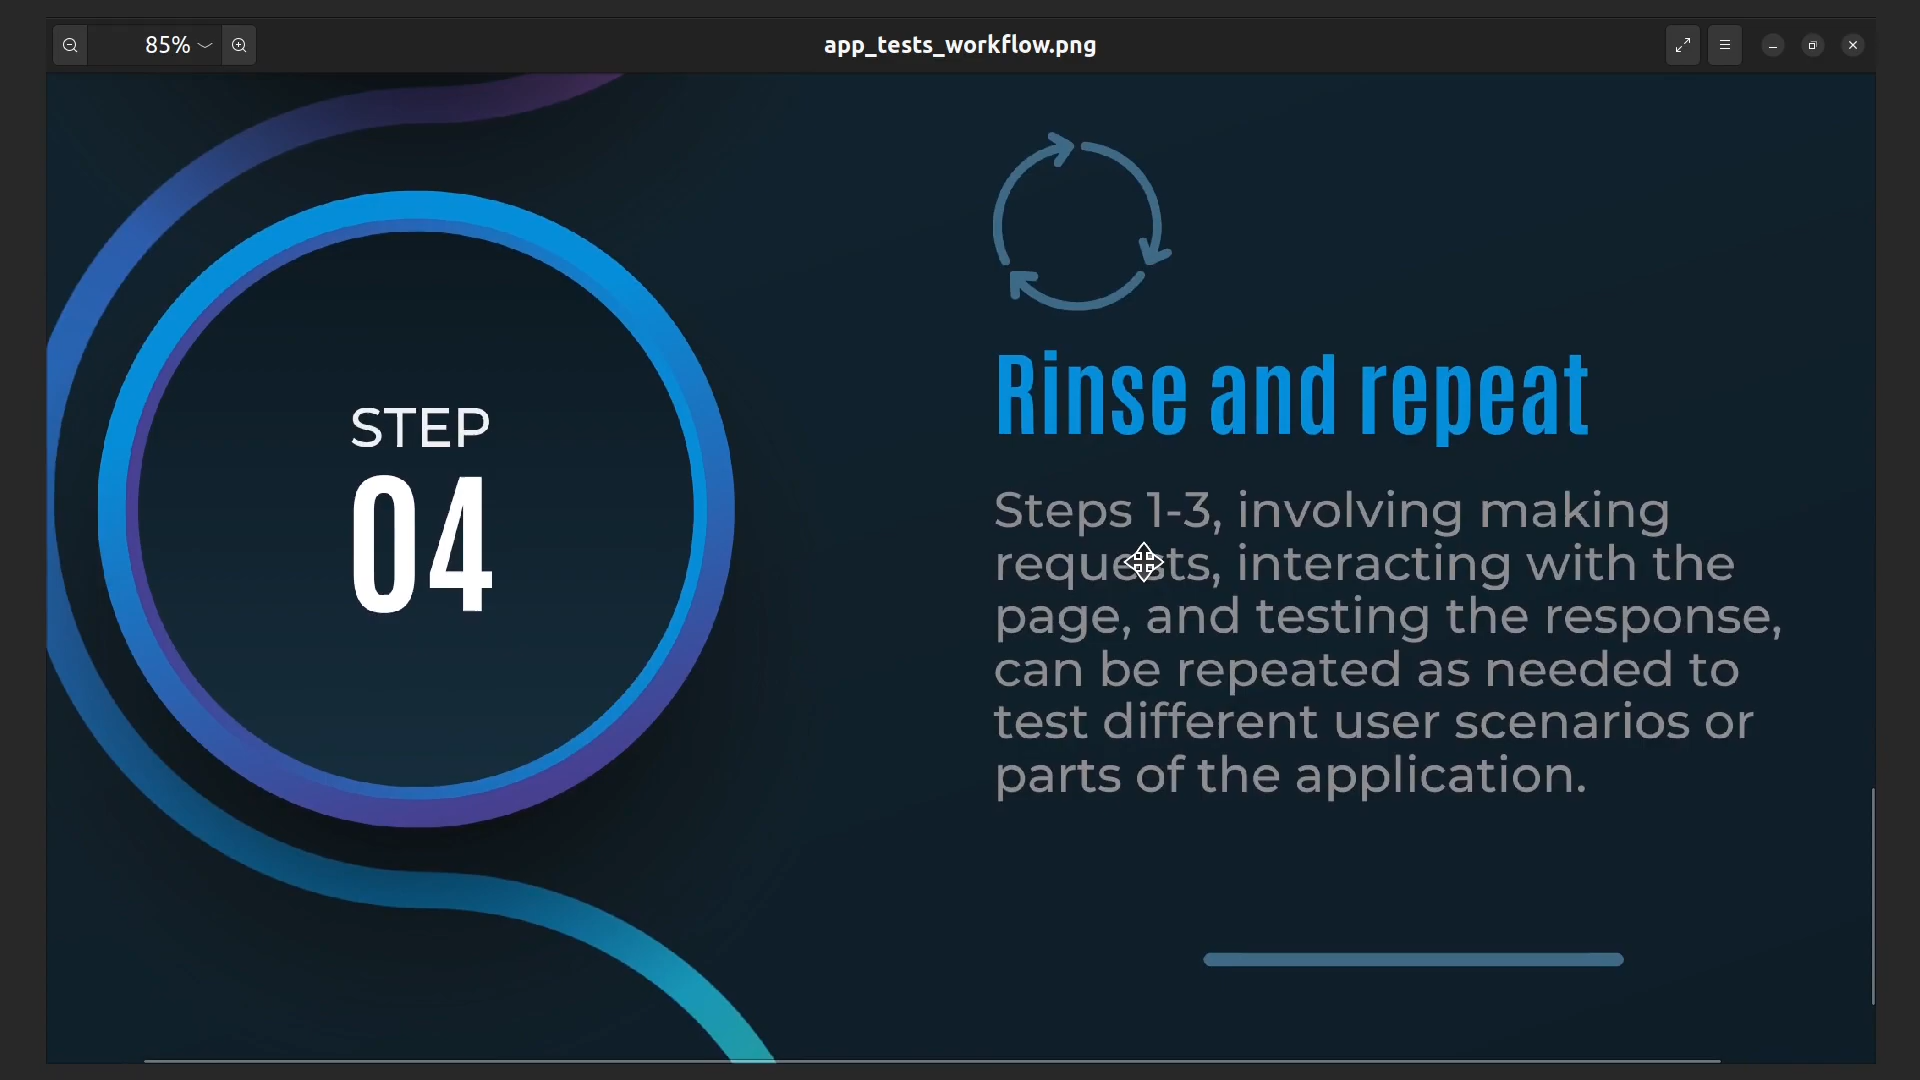 85%
app_tests_workflow.png
STEP
04
Rinse and repeat
Steps 1-3, involving making
requests, interacting with the
page, and testing the response,
can be repeated as needed to
test different user scenarios or
parts of the application.